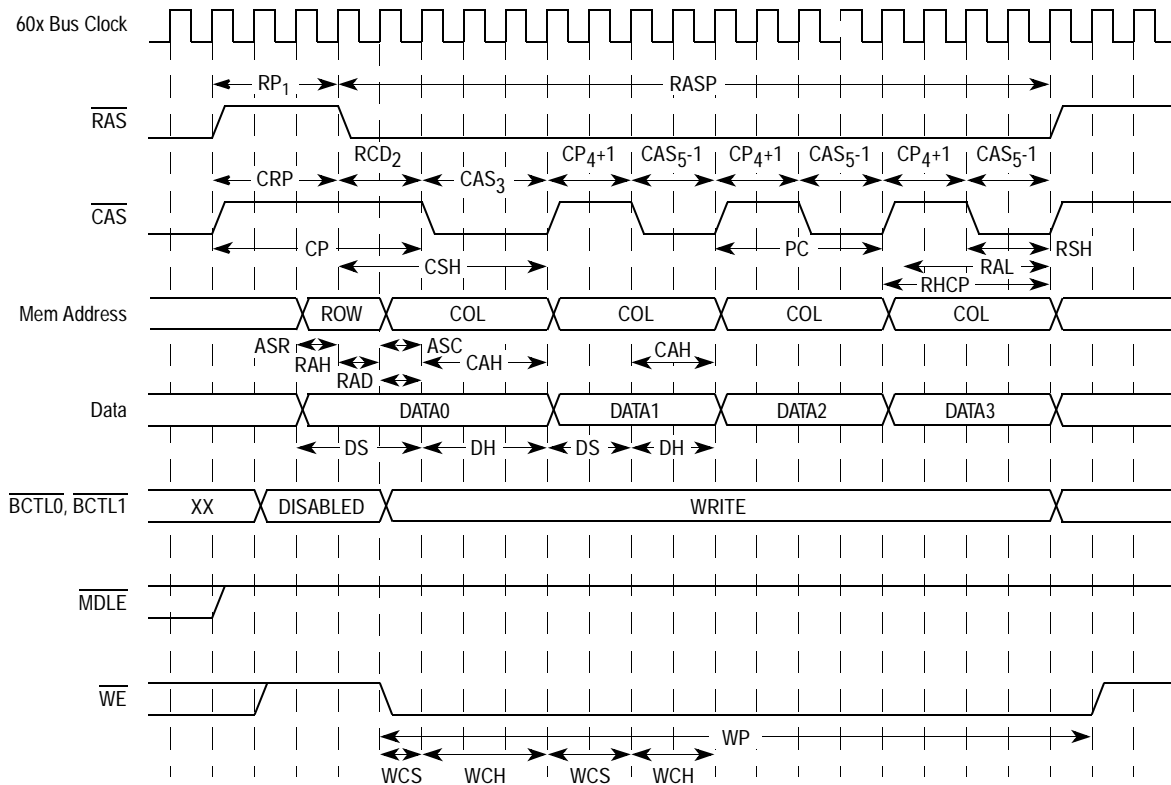 60x Bus Clock
RP1 RASP
RAS
RCD2 CP4+1 CAS5-1 CP4+1 CAS5-1 CP4+1 CAS5-1
CRP CAS3
CAS
CP PC RSH
CSH RAL
RHCP
Mem Address ROW COL COL COL COL
ASR ASC
RAH CAH CAH
RAD
Data DATA0 DATA1 DATA2 DATA3
DS DH DS DH
BCTL0, BCTL1 XX DISABLED WRITE
MDLE
WE
WP
WCS WCH WCS WCH